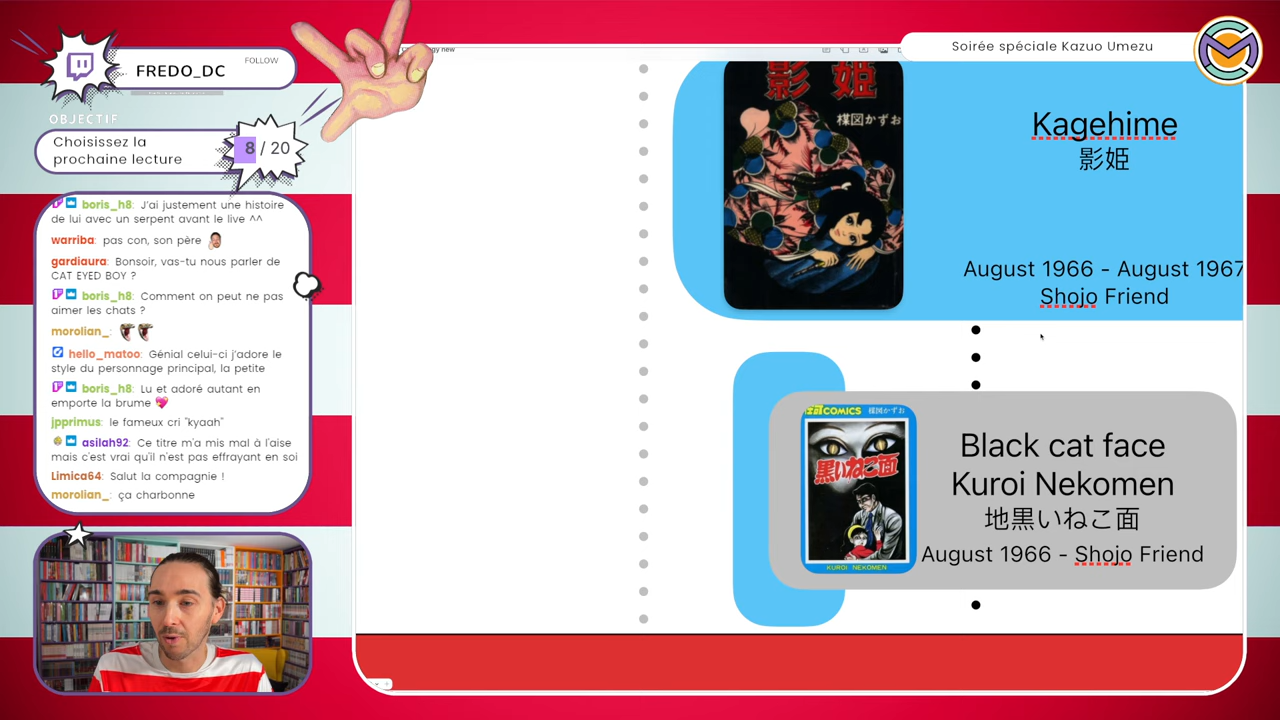 FOLLOW
FREDO_DC
OBJECTIF
Choisissez la
prochaine lecture
8 / 20
boris_h8: J'ai justement une histoire
de lui avec un serpent avant le live ^^
warriba: pas con, son père
gardiaura: Bonsoir, vas-tu nous parler de
CAT EYED BOY ?
boris_h8: Comment on peut ne pas
aimer les chats ?
morolian_:
hello_matoo: Génial celui-ci j'adore le
style du personnage principal, la petite
boris_h8: Lu et adoré autant en
emporte la brume
jpprimus: le fameux cri "kyaah"
asilah92: Ce titre m'a mis mal à l'aise
mais c'est vrai qu'il n'est pas effrayant en soi
Limica64: Salut la compagnie !
morolian_: ça charbonne
Soirée spéciale Kazuo Umezu
new
影姫
楳図かずお
Kagehime
影姫
August 1966 - August 1967
Shojo Friend
COMICS
楳図かずお
黒いねこ面
KUROI NEKOMEN
Black cat face
Kuroi Nekomen
地黒いねこ面
August 1966 - Shojo Friend